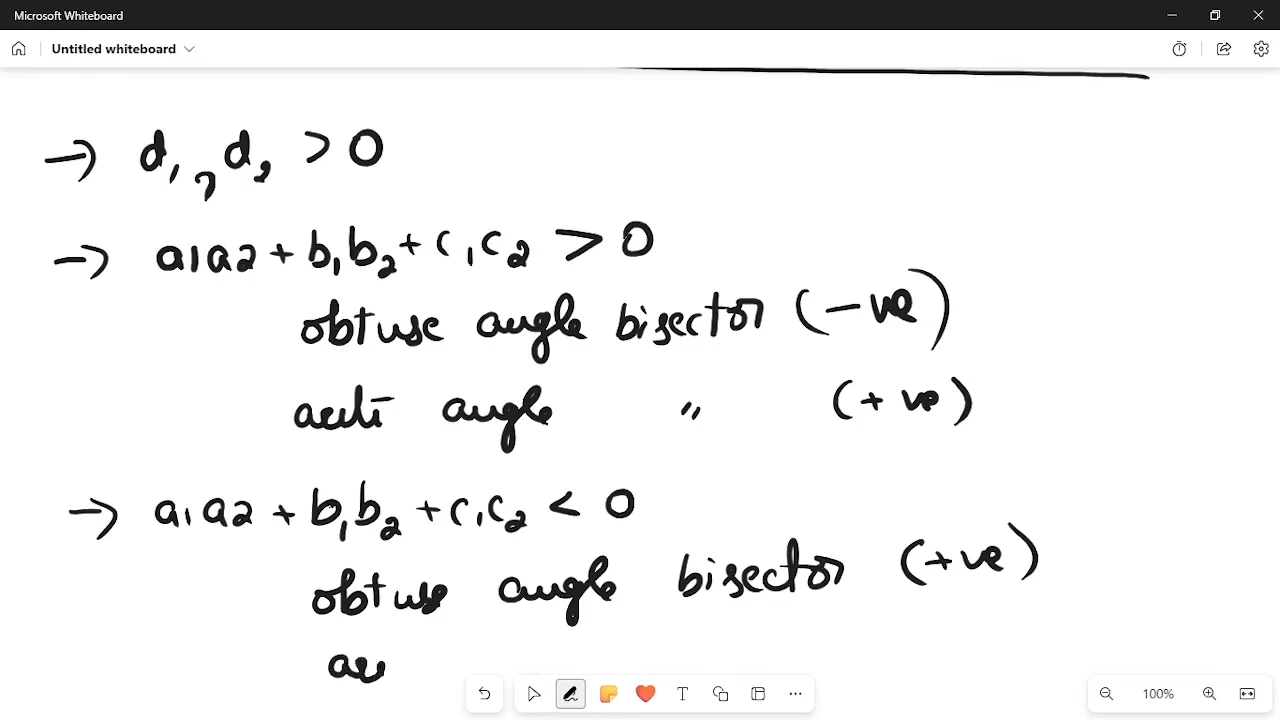 Microsoft Whiteboard
Untitled whiteboard
→ d₁, d₂ > 0
→ a1a2 + b₁b₂ + c₁c₂ > 0
obtuse angle bisector (-ve)
acute angle " (+ve)
→ a₁a2 + b₁b₂ + c₁c₂ < 0
obtuse angle bisector (+ve)
acu
100%